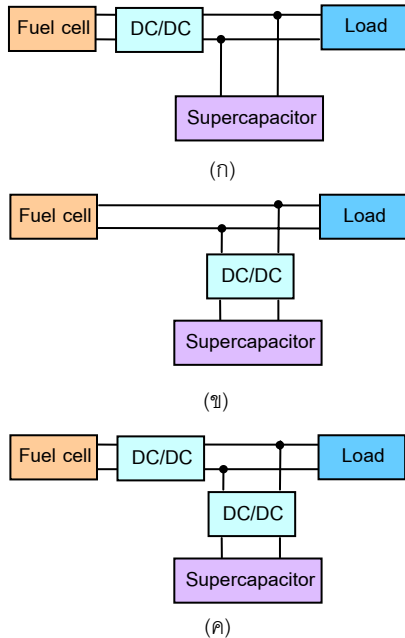 Fuel cell DC/DC Load
Supercapacitor
(ก)
Fuel cell Load
DC/DC
Supercapacitor
(ข)
Fuel cell DC/DC Load
DC/DC
Supercapacitor
(ค)